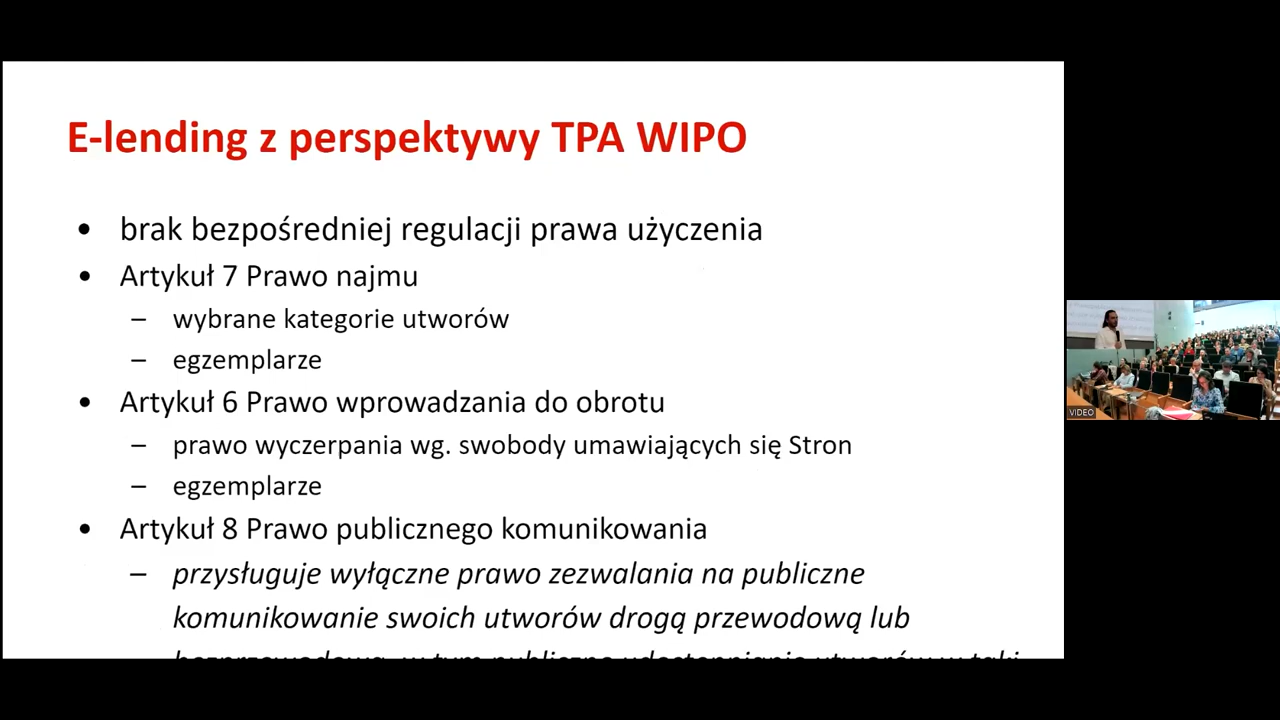 E-lending z perspektywy TPA WIPO
• brak bezpośredniej regulacji prawa użyczenia
• Artykuł 7 Prawo najmu
– wybrane kategorie utworów
– egzemplarze
• Artykuł 6 Prawo wprowadzania do obrotu
– prawo wyczerpania wg. swobody umawiających się Stron
– egzemplarze
• Artykuł 8 Prawo publicznego komunikowania
– przysługuje wyłączne prawo zezwalania na publiczne
komunikowanie swoich utworów drogą przewodową lub
VIDEO